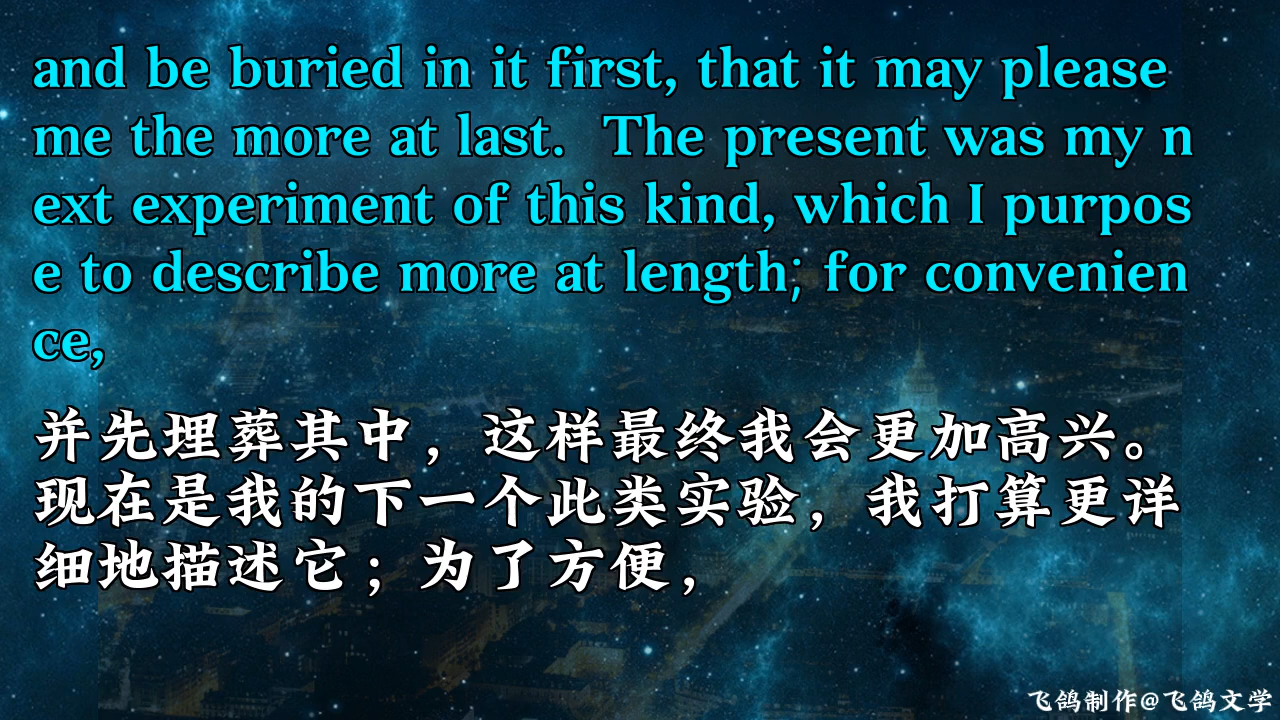 and be buried in it first, that it may please
me the more at last.  The present was my n
ext experiment of this kind, which I purpos
e to describe more at length; for convenien
ce,
并先埋葬其中，这样最终我会更加高兴。
现在是我的下一个此类实验，我打算更详
细地描述它；为了方便，
飞鸽制作@飞鸽文学